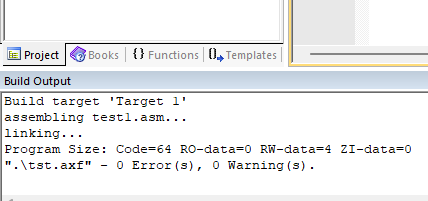 Project Books {} Functions 0→ Templates
Build Output
Build target 'Target 1'
assembling test1.asm...
linking...
Program Size: Code=64 RO-data=0 RW-data=4 ZI-data=0
".\tst.axf" - 0 Error(s), 0 Warning(s).